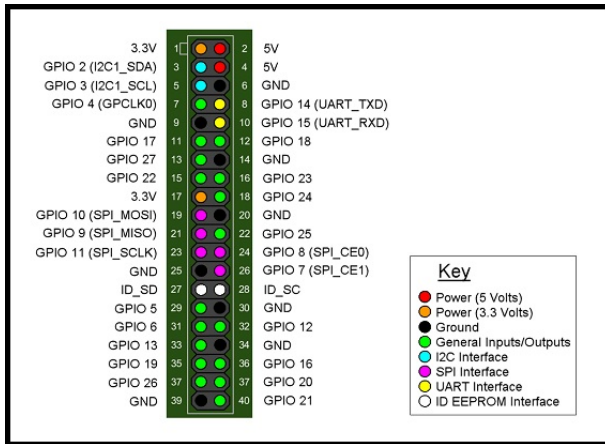 3.3V 1 2 5V
GPIO 2 (I2C1_SDA) 3 4 5V
GPIO 3 (I2C1_SCL) 5 6 GND
GPIO 4 (GPCLK0) 7 8 GPIO 14 (UART_TXD)
GND 9 10 GPIO 15 (UART_RXD)
GPIO 17 11 12 GPIO 18
GPIO 27 13 14 GND
GPIO 22 15 16 GPIO 23
3.3V 17 18 GPIO 24
GPIO 10 (SPI_MOSI) 19 20 GND
GPIO 9 (SPI_MISO) 21 22 GPIO 25
GPIO 11 (SPI_SCLK) 23 24 GPIO 8 (SPI_CE0)
GND 25 26 GPIO 7 (SPI_CE1)
ID_SD 27 28 ID_SC
GPIO 5 29 30 GND
GPIO 6 31 32 GPIO 12
GPIO 13 33 34 GND
GPIO 19 35 36 GPIO 16
GPIO 26 37 37 GPIO 20
GND 39 40 GPIO 21
Key
Power (5 Volts)
Power (3.3 Volts)
Ground
General Inputs/Outputs
I2C Interface
SPI Interface
UART Interface
ID EEPROM Interface